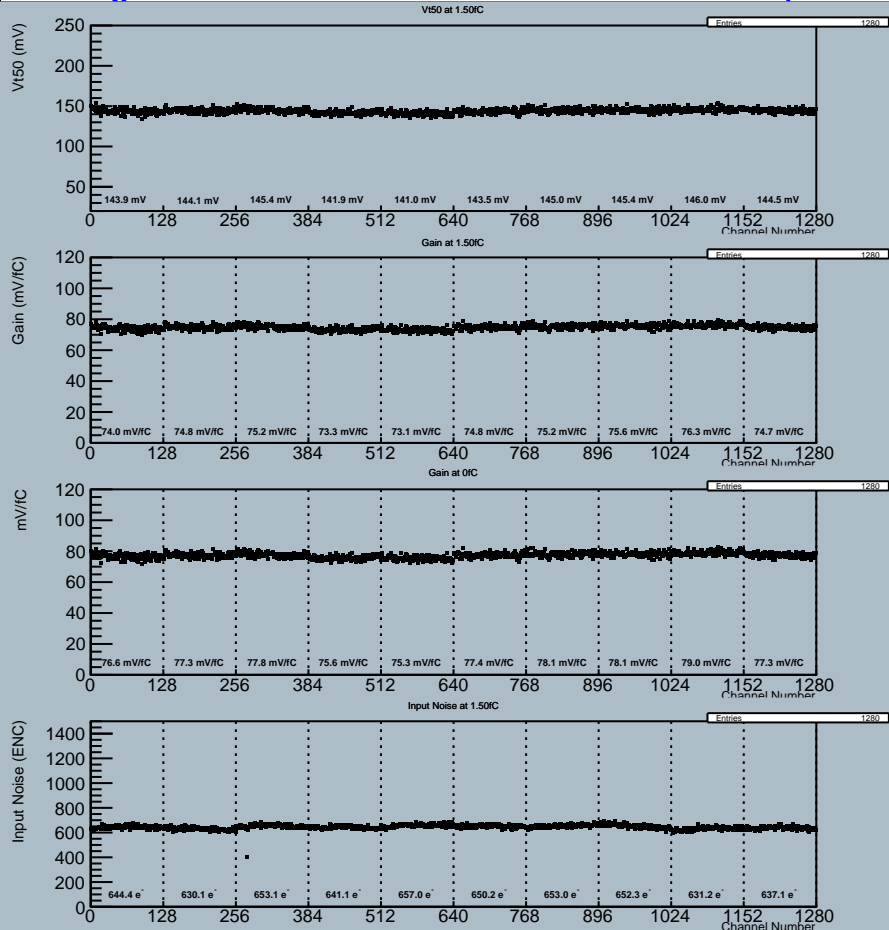 Vt50 at 1.50fC
Entries 1280
Vt50 (mV)
250
200
150
100
50
143.9 mV 144.1 mV 145.4 mV 141.9 mV 141.0 mV 143.5 mV 145.0 mV 145.4 mV 146.0 mV 144.5 mV
0 128 256 384 512 640 768 896 1024 1152 1280
Channel Number
Gain at 1.50fC
Entries 1280
Gain (mV/fC)
120
100
80
60
40
20
0
74.0 mV/fC 74.8 mV/fC 75.2 mV/fC 73.3 mV/fC 73.1 mV/fC 74.8 mV/fC 75.2 mV/fC 75.6 mV/fC 76.3 mV/fC 74.7 mV/fC
0 128 256 384 512 640 768 896 1024 1152 1280
Channel Number
Gain at 0fC
Entries 1280
mV/fC
120
100
80
60
40
20
0
76.6 mV/fC 77.3 mV/fC 77.8 mV/fC 75.6 mV/fC 75.3 mV/fC 77.4 mV/fC 78.1 mV/fC 78.1 mV/fC 79.0 mV/fC 77.3 mV/fC
0 128 256 384 512 640 768 896 1024 1152 1280
Channel Number
Input Noise at 1.50fC
Entries 1280
Input Noise (ENC)
1400
1200
1000
800
600
400
200
0
644.4 e⁻ 630.1 e⁻ 653.1 e⁻ 641.1 e⁻ 657.0 e⁻ 650.2 e⁻ 653.0 e⁻ 652.3 e⁻ 631.2 e⁻ 637.1 e⁻
0 128 256 384 512 640 768 896 1024 1152 1280
Channel Number